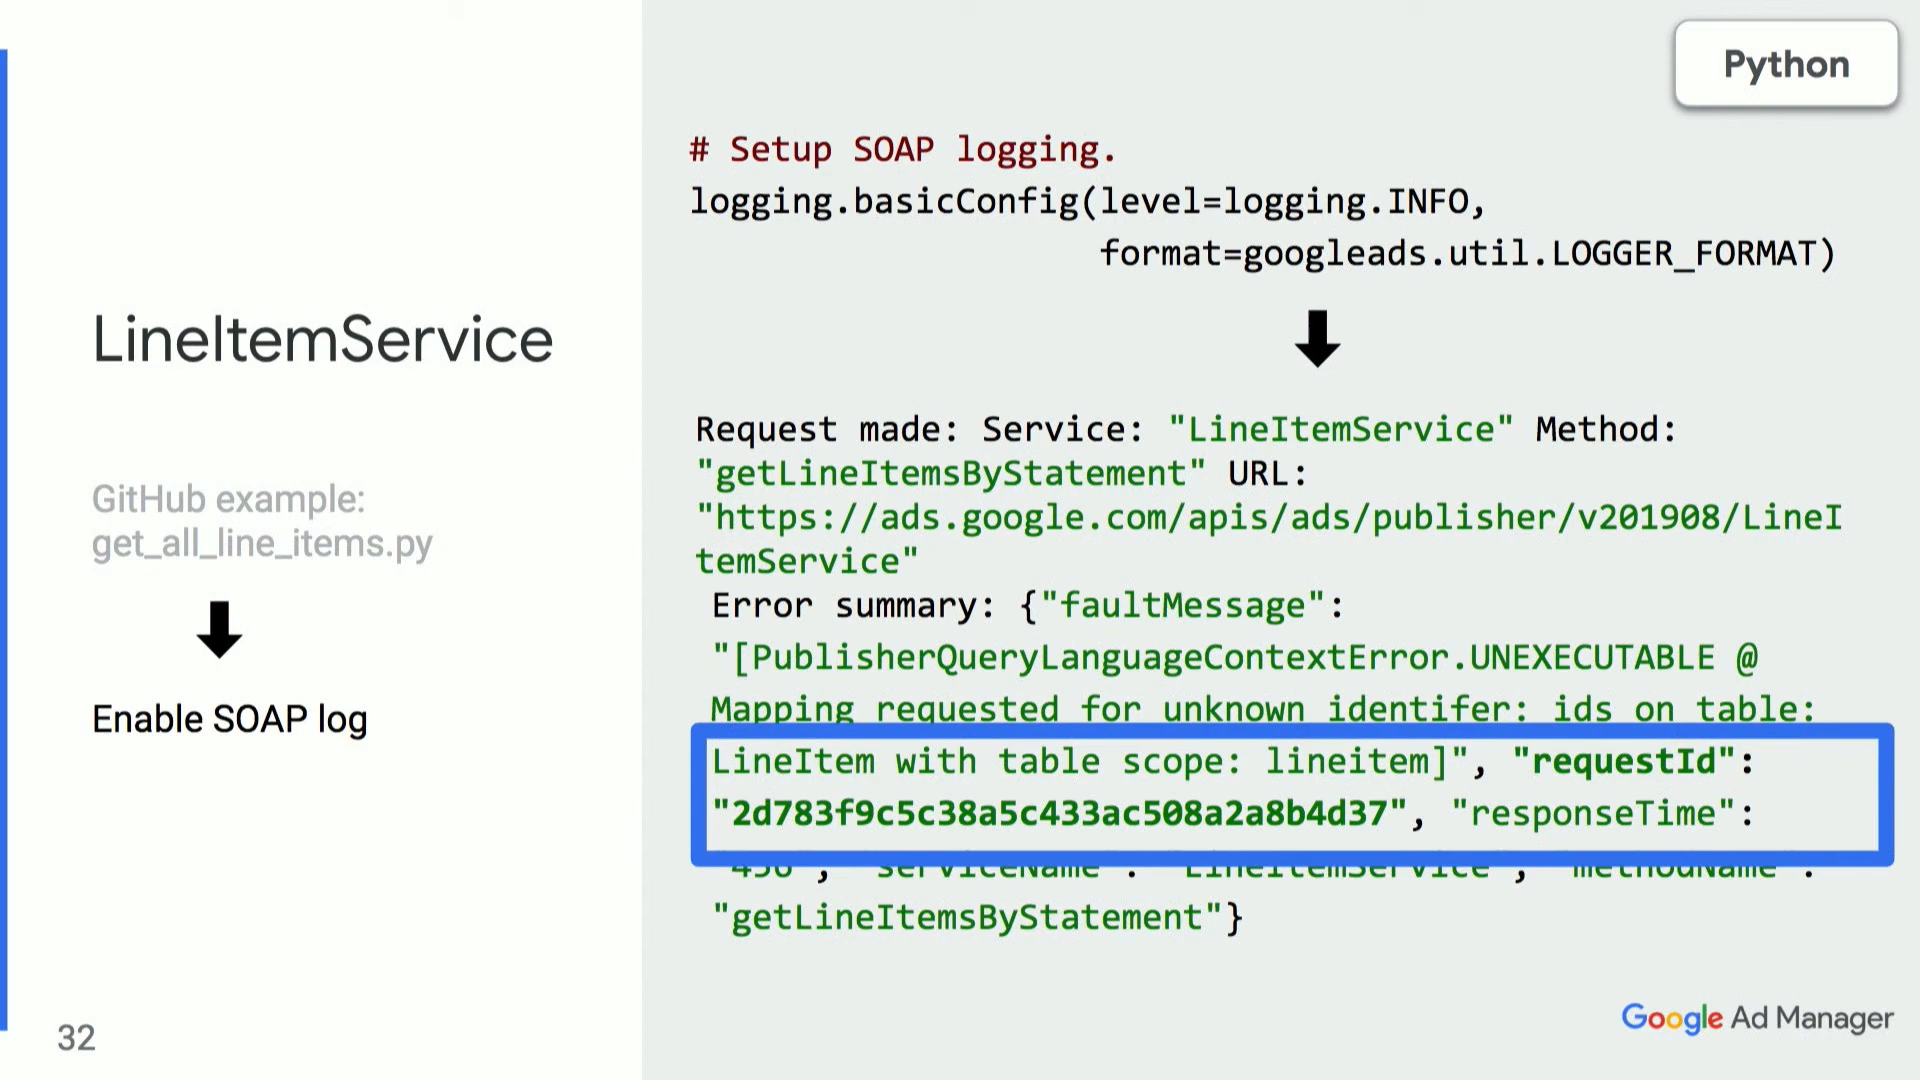 Python
# Setup SOAP logging.
logging.basicConfig(level=logging.INFO,
format=googleads.util.LOGGER_FORMAT)
LineItemService
GitHub example:
get_all_line_items.py
Enable SOAP log
Request made: Service: "LineItemService" Method:
"getLineItemsByStatement" URL:
"https://ads.google.com/apis/ads/publisher/v201908/LineI
temService"
Error summary: {"faultMessage":
"[PublisherQueryLanguageContextError.UNEXECUTABLE @
Mapping requested for unknown identifer: ids on table:
LineItem with table scope: lineitem]", "requestId":
"2d783f9c5c38a5c433ac508a2a8b4d37", "responseTime":
, "serviceName": "LineItemService", "methodName":
"getLineItemsByStatement"}
32
Google Ad Manager